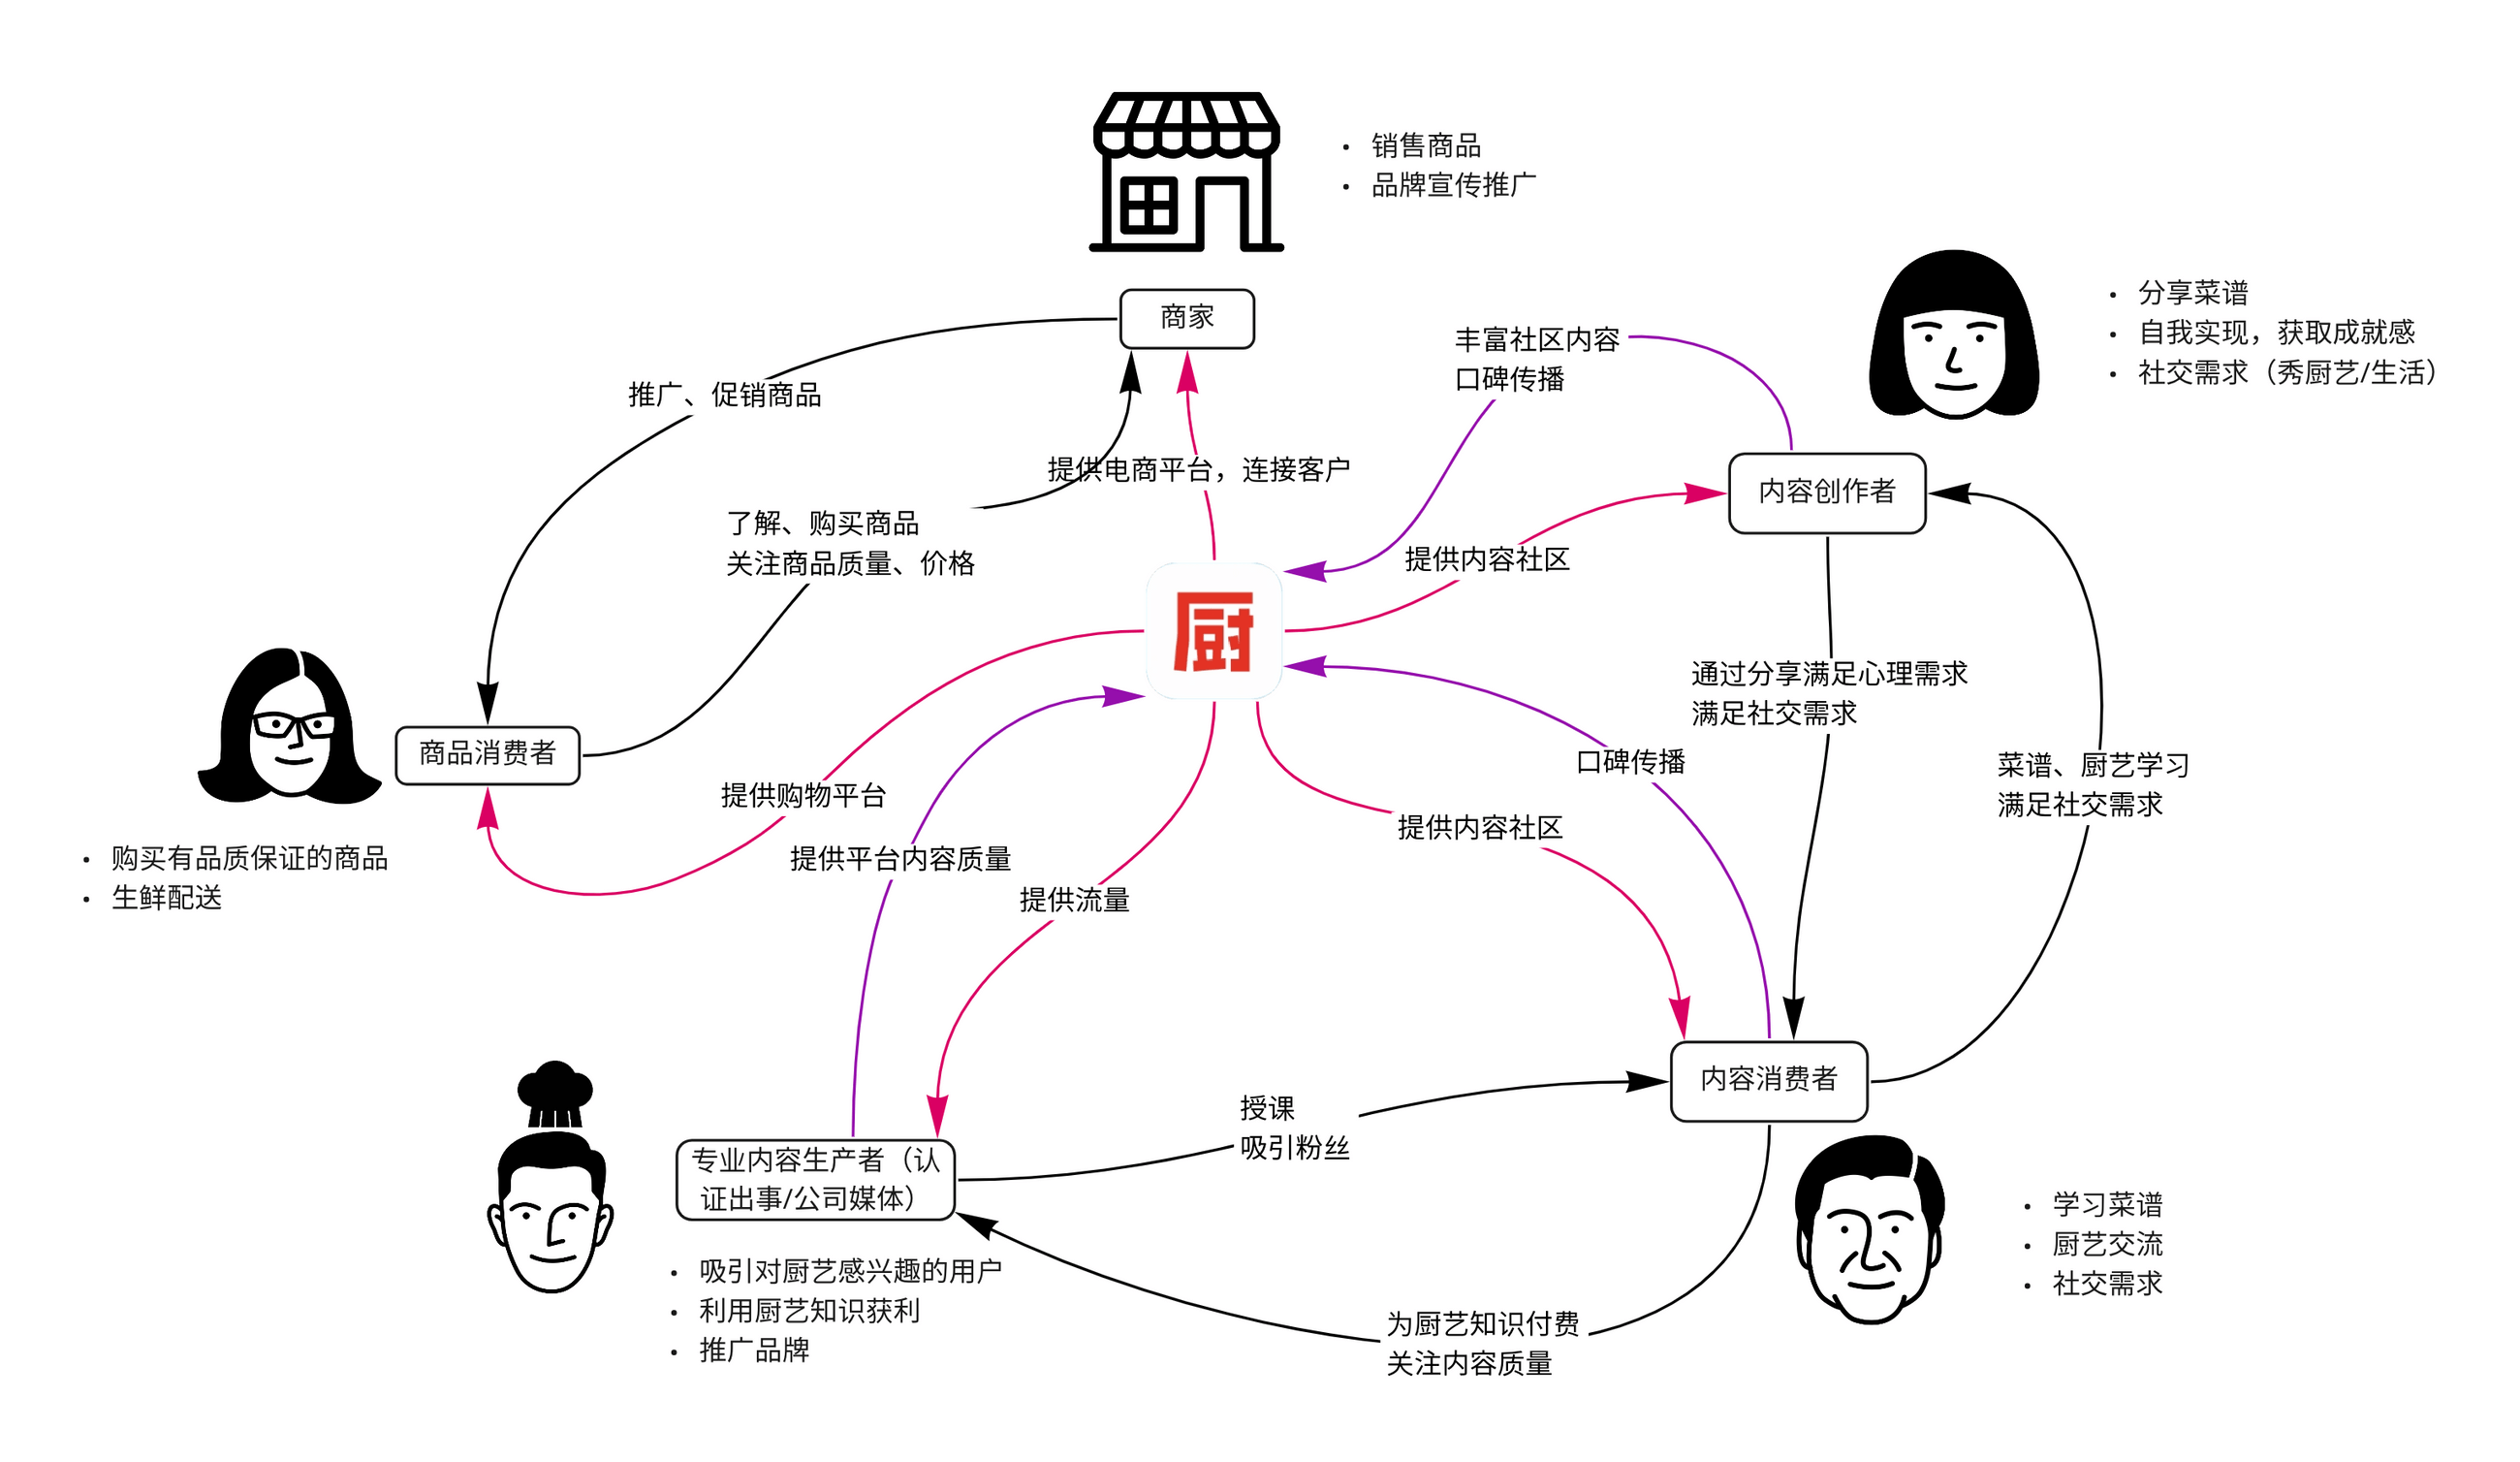 • 销售商品
• 品牌宣传推广
商家
• 分享菜谱
• 自我实现，获取成就感
• 社交需求（秀厨艺/生活）
丰富社区内容
口碑传播
推广、促销商品
提供电商平台，连接客户
内容创作者
了解、购买商品
关注商品质量、价格
提供内容社区
厨
通过分享满足心理需求
满足社交需求
商品消费者
口碑传播
菜谱、厨艺学习
满足社交需求
提供购物平台
提供内容社区
• 购买有品质保证的商品
• 生鲜配送
提供平台内容质量
提供流量
内容消费者
授课
吸引粉丝
专业内容生产者（认
证出事/公司媒体）
• 学习菜谱
• 厨艺交流
• 社交需求
• 吸引对厨艺感兴趣的用户
• 利用厨艺知识获利
• 推广品牌
为厨艺知识付费
关注内容质量